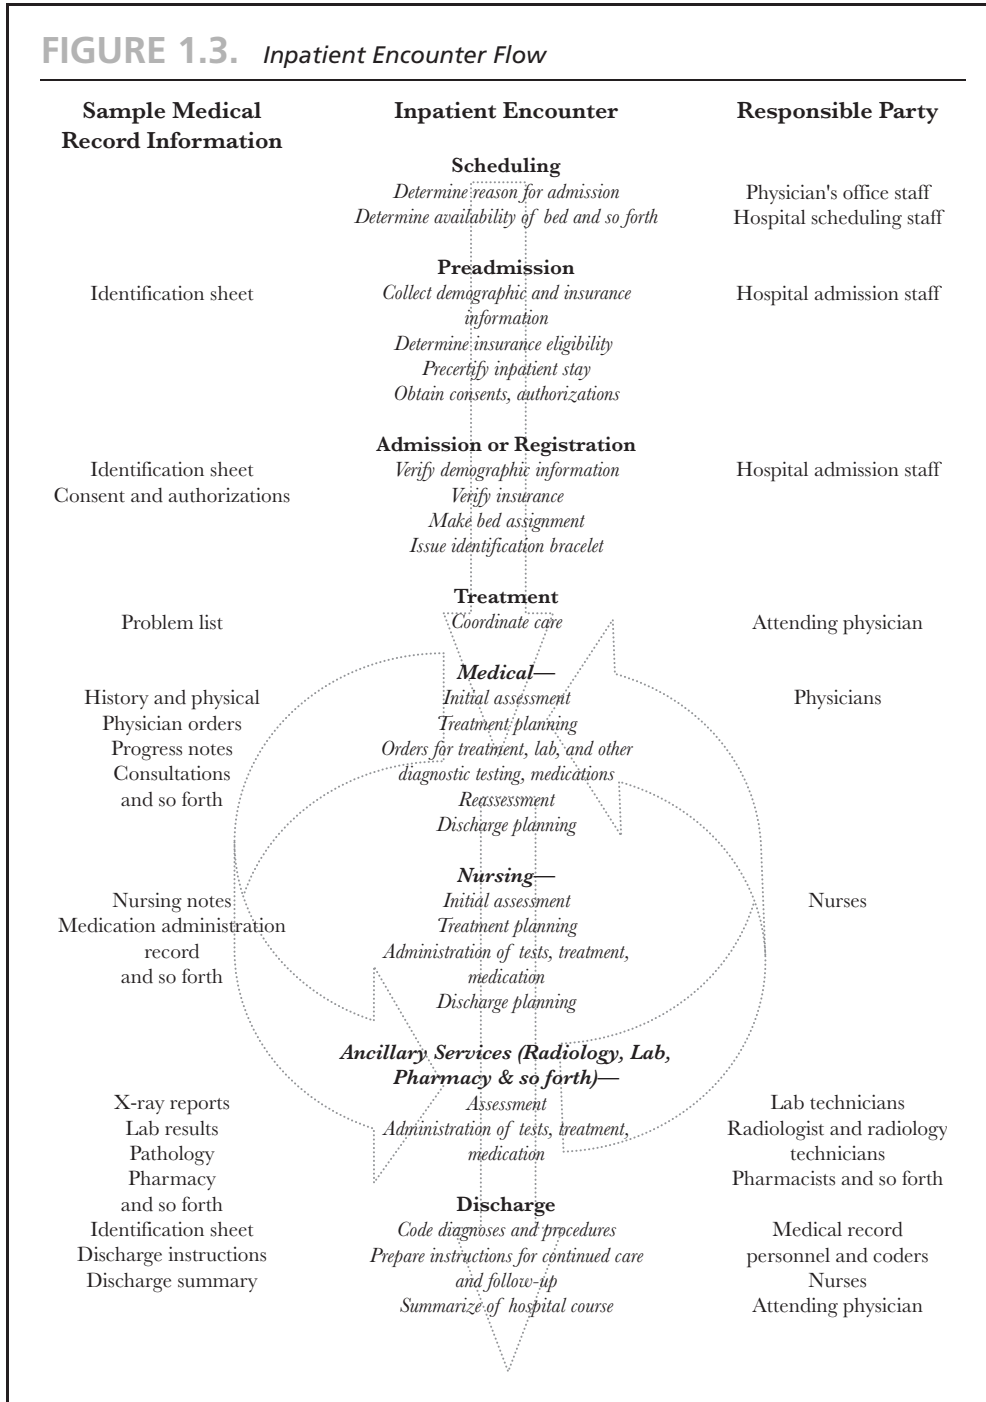 FIGURE 1.3. Inpatient Encounter Flow
Sample Medical
Record Information
Inpatient Encounter
Responsible Party
Scheduling
Determine reason for admission
Determine availability of bed and so forth
Physician's office staff
Hospital scheduling staff
Preadmission
Identification sheet
Collect demographic and insurance
information
Determine insurance eligibility
Precertify inpatient stay
Obtain consents, authorizations
Hospital admission staff
Admission or Registration
Identification sheet
Consent and authorizations
Verify demographic information
Verify insurance
Make bed assignment
Issue identification bracelet
Hospital admission staff
Treatment
Problem list
Coordinate care
Attending physician
Medical—
History and physical
Physician orders
Progress notes
Consultations
and so forth
Initial assessment
Treatment planning
Orders for treatment, lab, and other
diagnostic testing, medications
Reassessment
Discharge planning
Physicians
Nursing—
Nursing notes
Medication administration
record
and so forth
Initial assessment
Treatment planning
Administration of tests, treatment,
medication
Discharge planning
Nurses
Ancillary Services (Radiology, Lab,
Pharmacy & so forth)—
X-ray reports
Lab results
Pathology
Pharmacy
and so forth
Assessment
Administration of tests, treatment,
medication
Lab technicians
Radiologist and radiology
technicians
Pharmacists and so forth
Discharge
Identification sheet
Discharge instructions
Discharge summary
Code diagnoses and procedures
Prepare instructions for continued care
and follow-up
Summarize of hospital course
Medical record
personnel and coders
Nurses
Attending physician